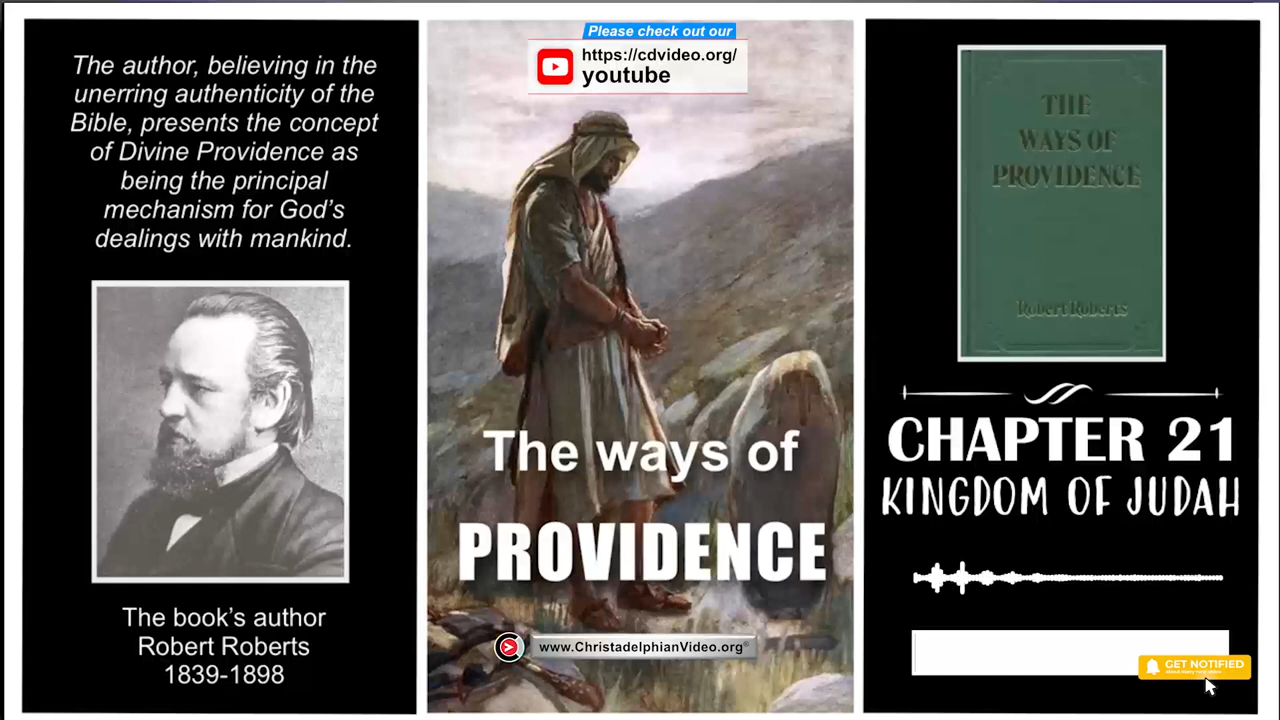 The author, believing in the
unerring authenticity of the
Bible, presents the concept
of Divine Providence as
being the principal
mechanism for God's
dealings with mankind.
The book's author
Robert Roberts
1839-1898
Please check out our
https://cdvideo.org/
youtube
The ways of
PROVIDENCE
www.ChristadelphianVideo.org®
THE
WAYS OF
PROVIDENCE
Robert Roberts
CHAPTER 21
KINGDOM OF JUDAH
GET NOTIFIED